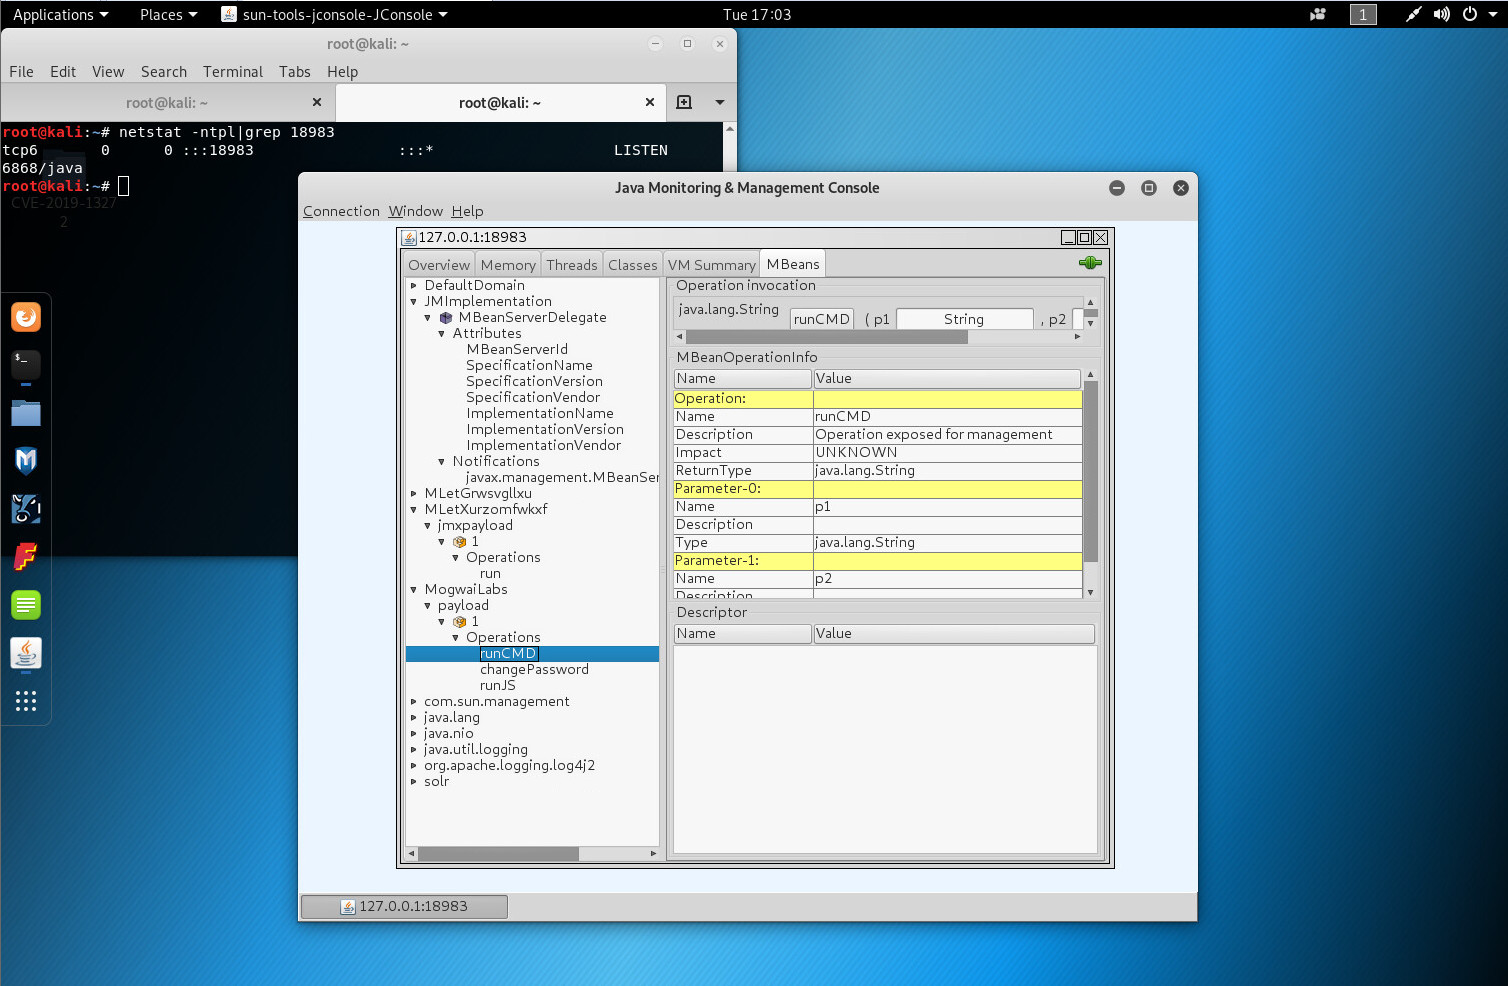 Applications Places sun-tools-jconsole-JConsole Tue 17:03 1
root@kali: ~
File Edit View Search Terminal Tabs Help
root@kali: ~ root@kali: ~
root@kali:~# netstat -ntpl|grep 18983
tcp6 0 0 :::18983 :::* LISTEN
6868/java
root@kali:~#
CVE-2019-1327
2
Java Monitoring & Management Console
Connection Window Help
127.0.0.1:18983
Overview Memory Threads Classes VM Summary MBeans
DefaultDomain
JMImplementation
MBeanServerDelegate
Attributes
MBeanServerId
SpecificationName
SpecificationVersion
SpecificationVendor
ImplementationName
ImplementationVersion
ImplementationVendor
Notifications
javax.management.MBeanSer
MLetGrwsvgllxu
MLetXurzomfwkxf
jmxpayload
1
Operations
run
MogwaiLabs
payload
1
Operations
runCMD
changePassword
runJS
com.sun.management
java.lang
java.nio
java.util.logging
org.apache.logging.log4j2
solr
Operation invocation
java.lang.String runCMD ( p1 String , p2
MBeanOperationInfo
Name Value
Operation:
Name runCMD
Description Operation exposed for management
Impact UNKNOWN
ReturnType java.lang.String
Parameter-0:
Name p1
Description
Type java.lang.String
Parameter-1:
Name p2
Description
Descriptor
Name Value
127.0.0.1:18983